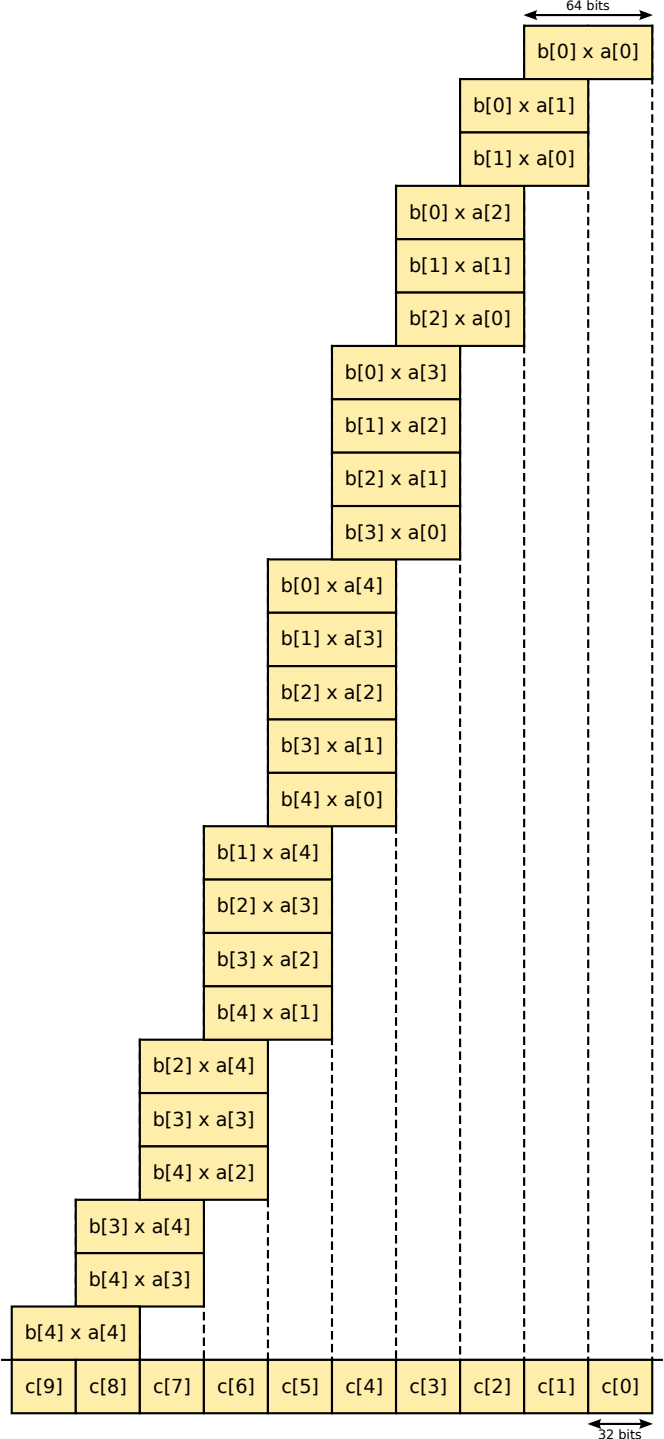 64 bits
b[0] x a[0]
b[0] x a[1]
b[1] x a[0]
b[0] x a[2]
b[1] x a[1]
b[2] x a[0]
b[0] x a[3]
b[1] x a[2]
b[2] x a[1]
b[3] x a[0]
b[0] x a[4]
b[1] x a[3]
b[2] x a[2]
b[3] x a[1]
b[4] x a[0]
b[1] x a[4]
b[2] x a[3]
b[3] x a[2]
b[4] x a[1]
b[2] x a[4]
b[3] x a[3]
b[4] x a[2]
b[3] x a[4]
b[4] x a[3]
b[4] x a[4]
c[9] c[8] c[7] c[6] c[5] c[4] c[3] c[2] c[1] c[0]
32 bits